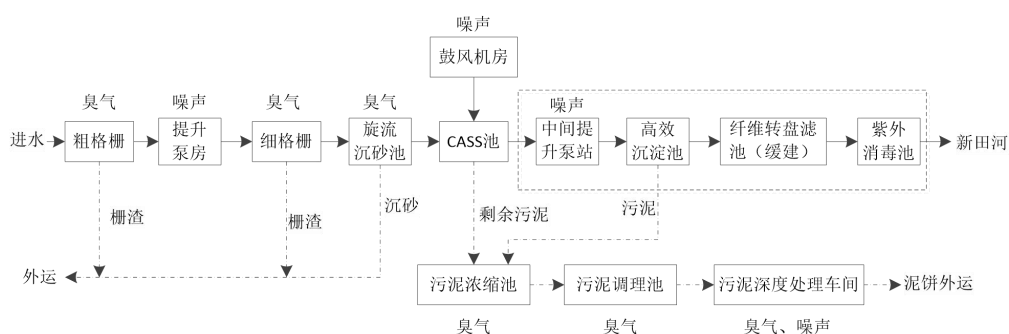 噪声
鼓风机房
臭气
噪声
臭气
臭气
噪声
进水
粗格栅
提升
泵房
细格栅
旋流
沉砂池
CASS池
中间提
升泵站
高效
沉淀池
纤维转盘滤
池（缓建）
紫外
消毒池
新田河
栅渣
栅渣
沉砂
剩余污泥
污泥
外运
污泥浓缩池
污泥调理池
污泥深度处理车间
泥饼外运
臭气
臭气
臭气、噪声